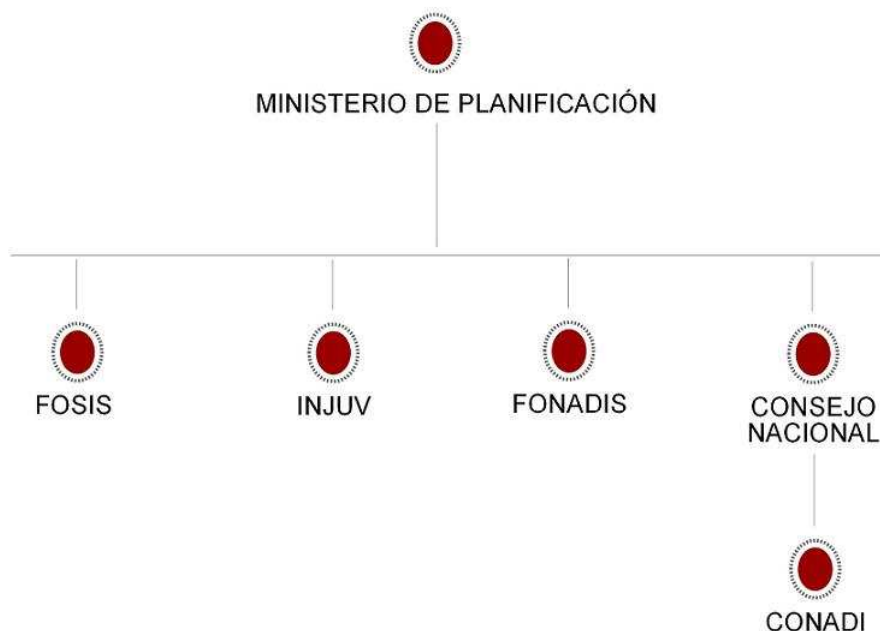 MINISTERIO DE PLANIFICACIÓN
FOSIS
INJUV
FONADIS
CONSEJO
NACIONAL
CONADI